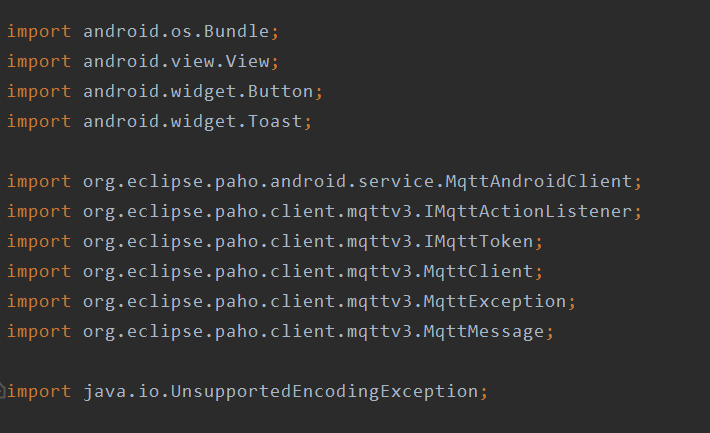 import android.os.Bundle;
import android.view.View;
import android.widget.Button;
import android.widget.Toast;
import org.eclipse.paho.android.service.MqttAndroidClient;
import org.eclipse.paho.client.mqttv3.IMqttActionListener;
import org.eclipse.paho.client.mqttv3.IMqttToken;
import org.eclipse.paho.client.mqttv3.MqttClient;
import org.eclipse.paho.client.mqttv3.MqttException;
import org.eclipse.paho.client.mqttv3.MqttMessage;
import java.io.UnsupportedEncodingException;